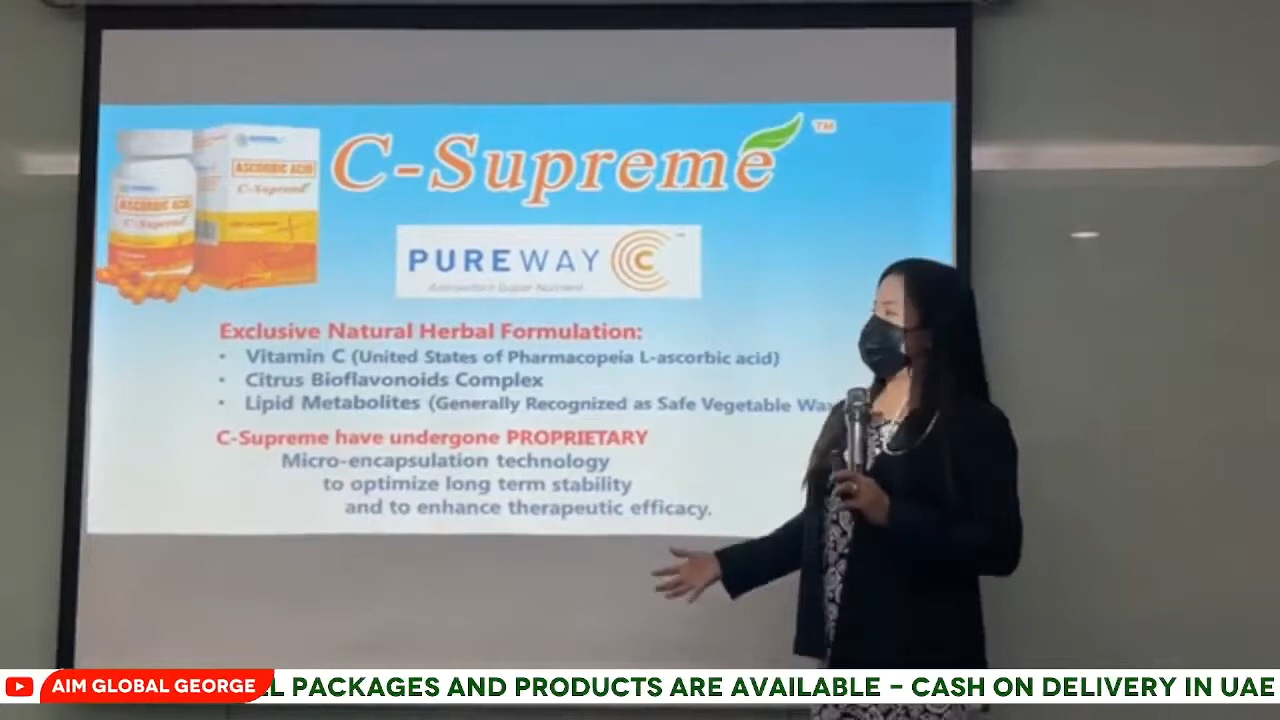 C-Supreme ™
ASCORBIC ACID
C-Supreme
ASCORBIC ACID
C-Supreme
PUREWAY C ™
Exclusive Natural Herbal Formulation:
• Vitamin C (United States of Pharmacopeia L-ascorbic acid)
• Citrus Bioflavonoids Complex
• Lipid Metabolites (Generally Recognized as Safe Vegetable Wax
C-Supreme have undergone PROPRIETARY
Micro-encapsulation technology
to optimize long term stability
and to enhance therapeutic efficacy.
AIM GLOBAL GEORGE
L PACKAGES AND PRODUCTS ARE AVAILABLE - CASH ON DELIVERY IN UAE